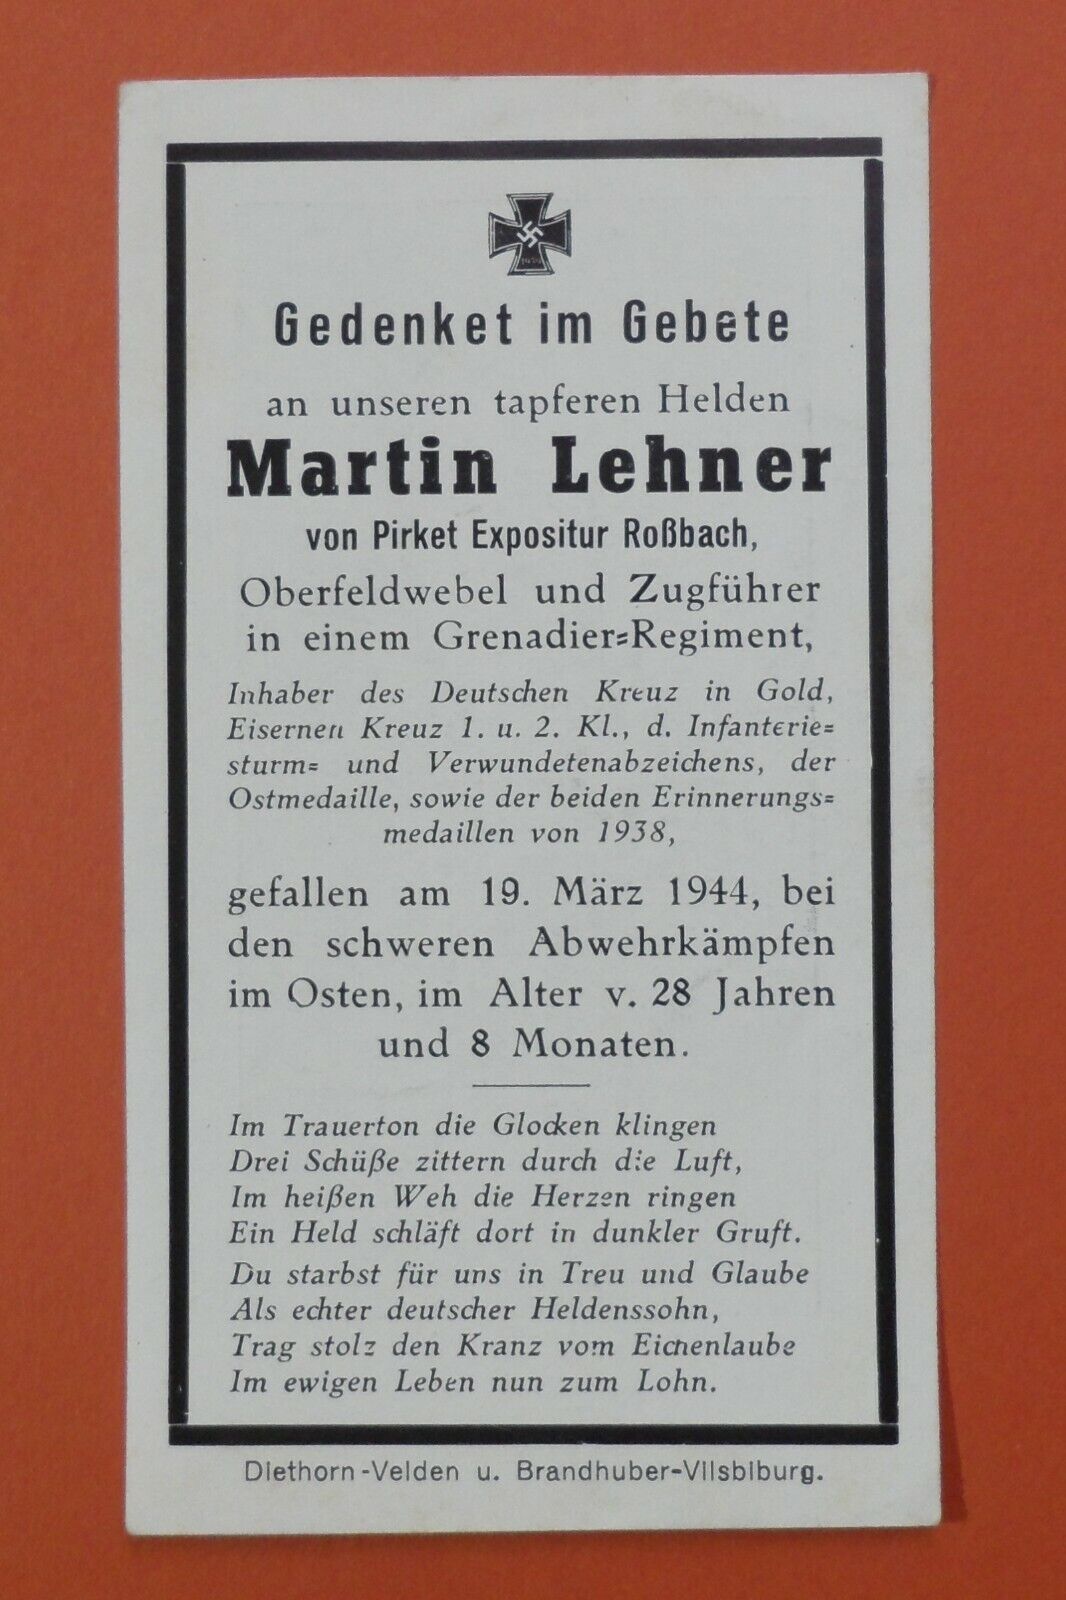 Gedenket im Gebete
an unseren tapferen Helden
Martin Lehner
von Pirket Expositur Roßbach,
Oberfeldwebel und Zugführer
in einem Grenadier=Regiment,
Inhaber des Deutschen Kreuz in Gold,
Eisernen Kreuz 1. u. 2. Kl., d. Infanterie=
sturm= und Verwundetenabzeichens, der
Ostmedaille, sowie der beiden Erinnerungs=
medaillen von 1938,
gefallen am 19. März 1944, bei
den schweren Abwehrkämpfen
im Osten, im Alter v. 28 Jahren
und 8 Monaten.
Im Trauerton die Glocken klingen
Drei Schüße zittern durch die Luft,
Im heißen Weh die Herzen ringen
Ein Held schläft dort in dunkler Gruft.
Du starbst für uns in Treu und Glaube
Als echter deutscher Heldenssohn,
Trag stolz den Kranz vom Eichenlaube
Im ewigen Leben nun zum Lohn.
Diethorn-Velden u. Brandhuber-Vilsbiburg.